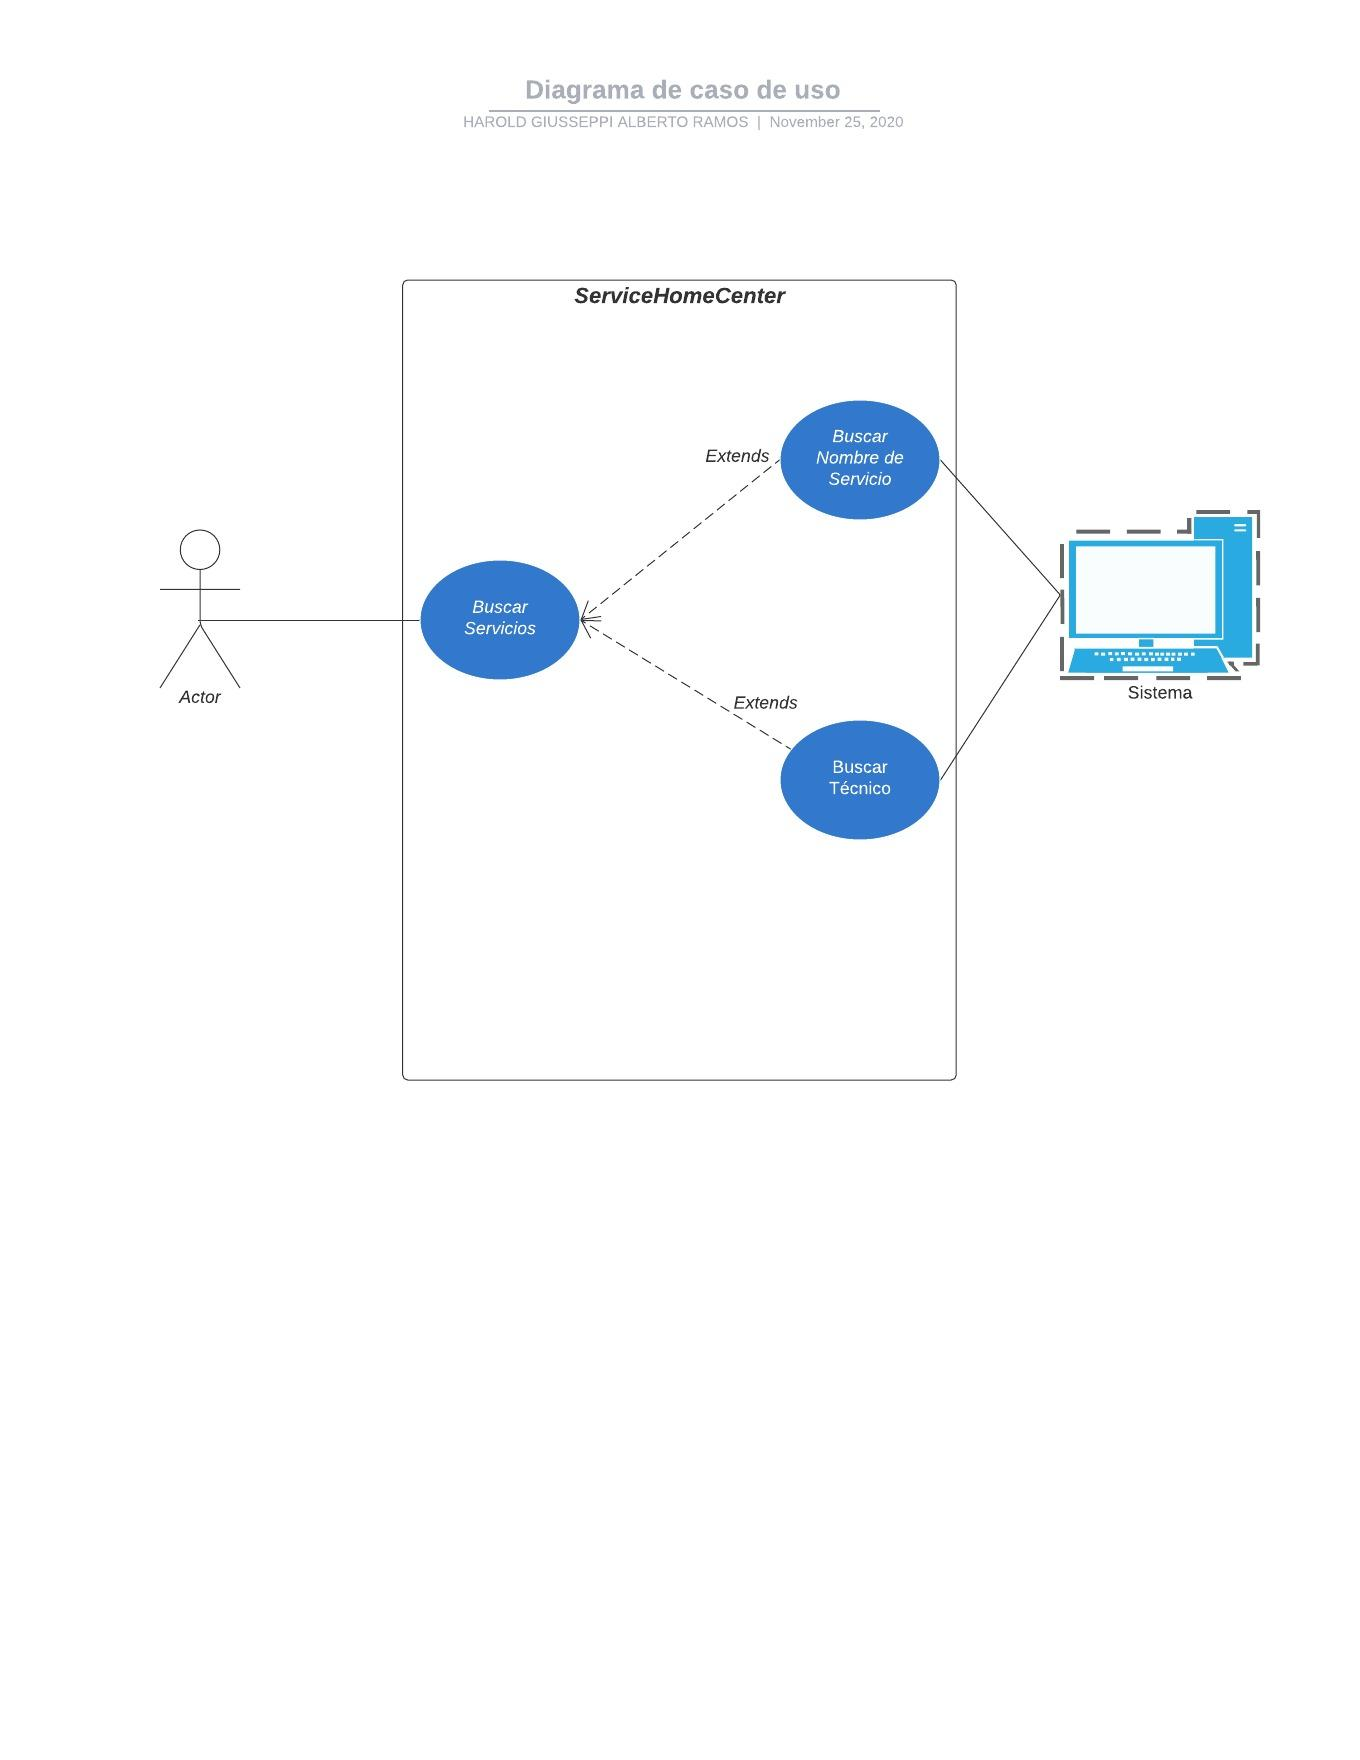 Diagrama de caso de uso
HAROLD GIUSSEPPI ALBERTO RAMOS | November 25, 2020
ServiceHomeCenter
Buscar
Nombre de
Servicio
Extends
Buscar
Servicios
Actor
Sistema
Extends
Buscar
Técnico